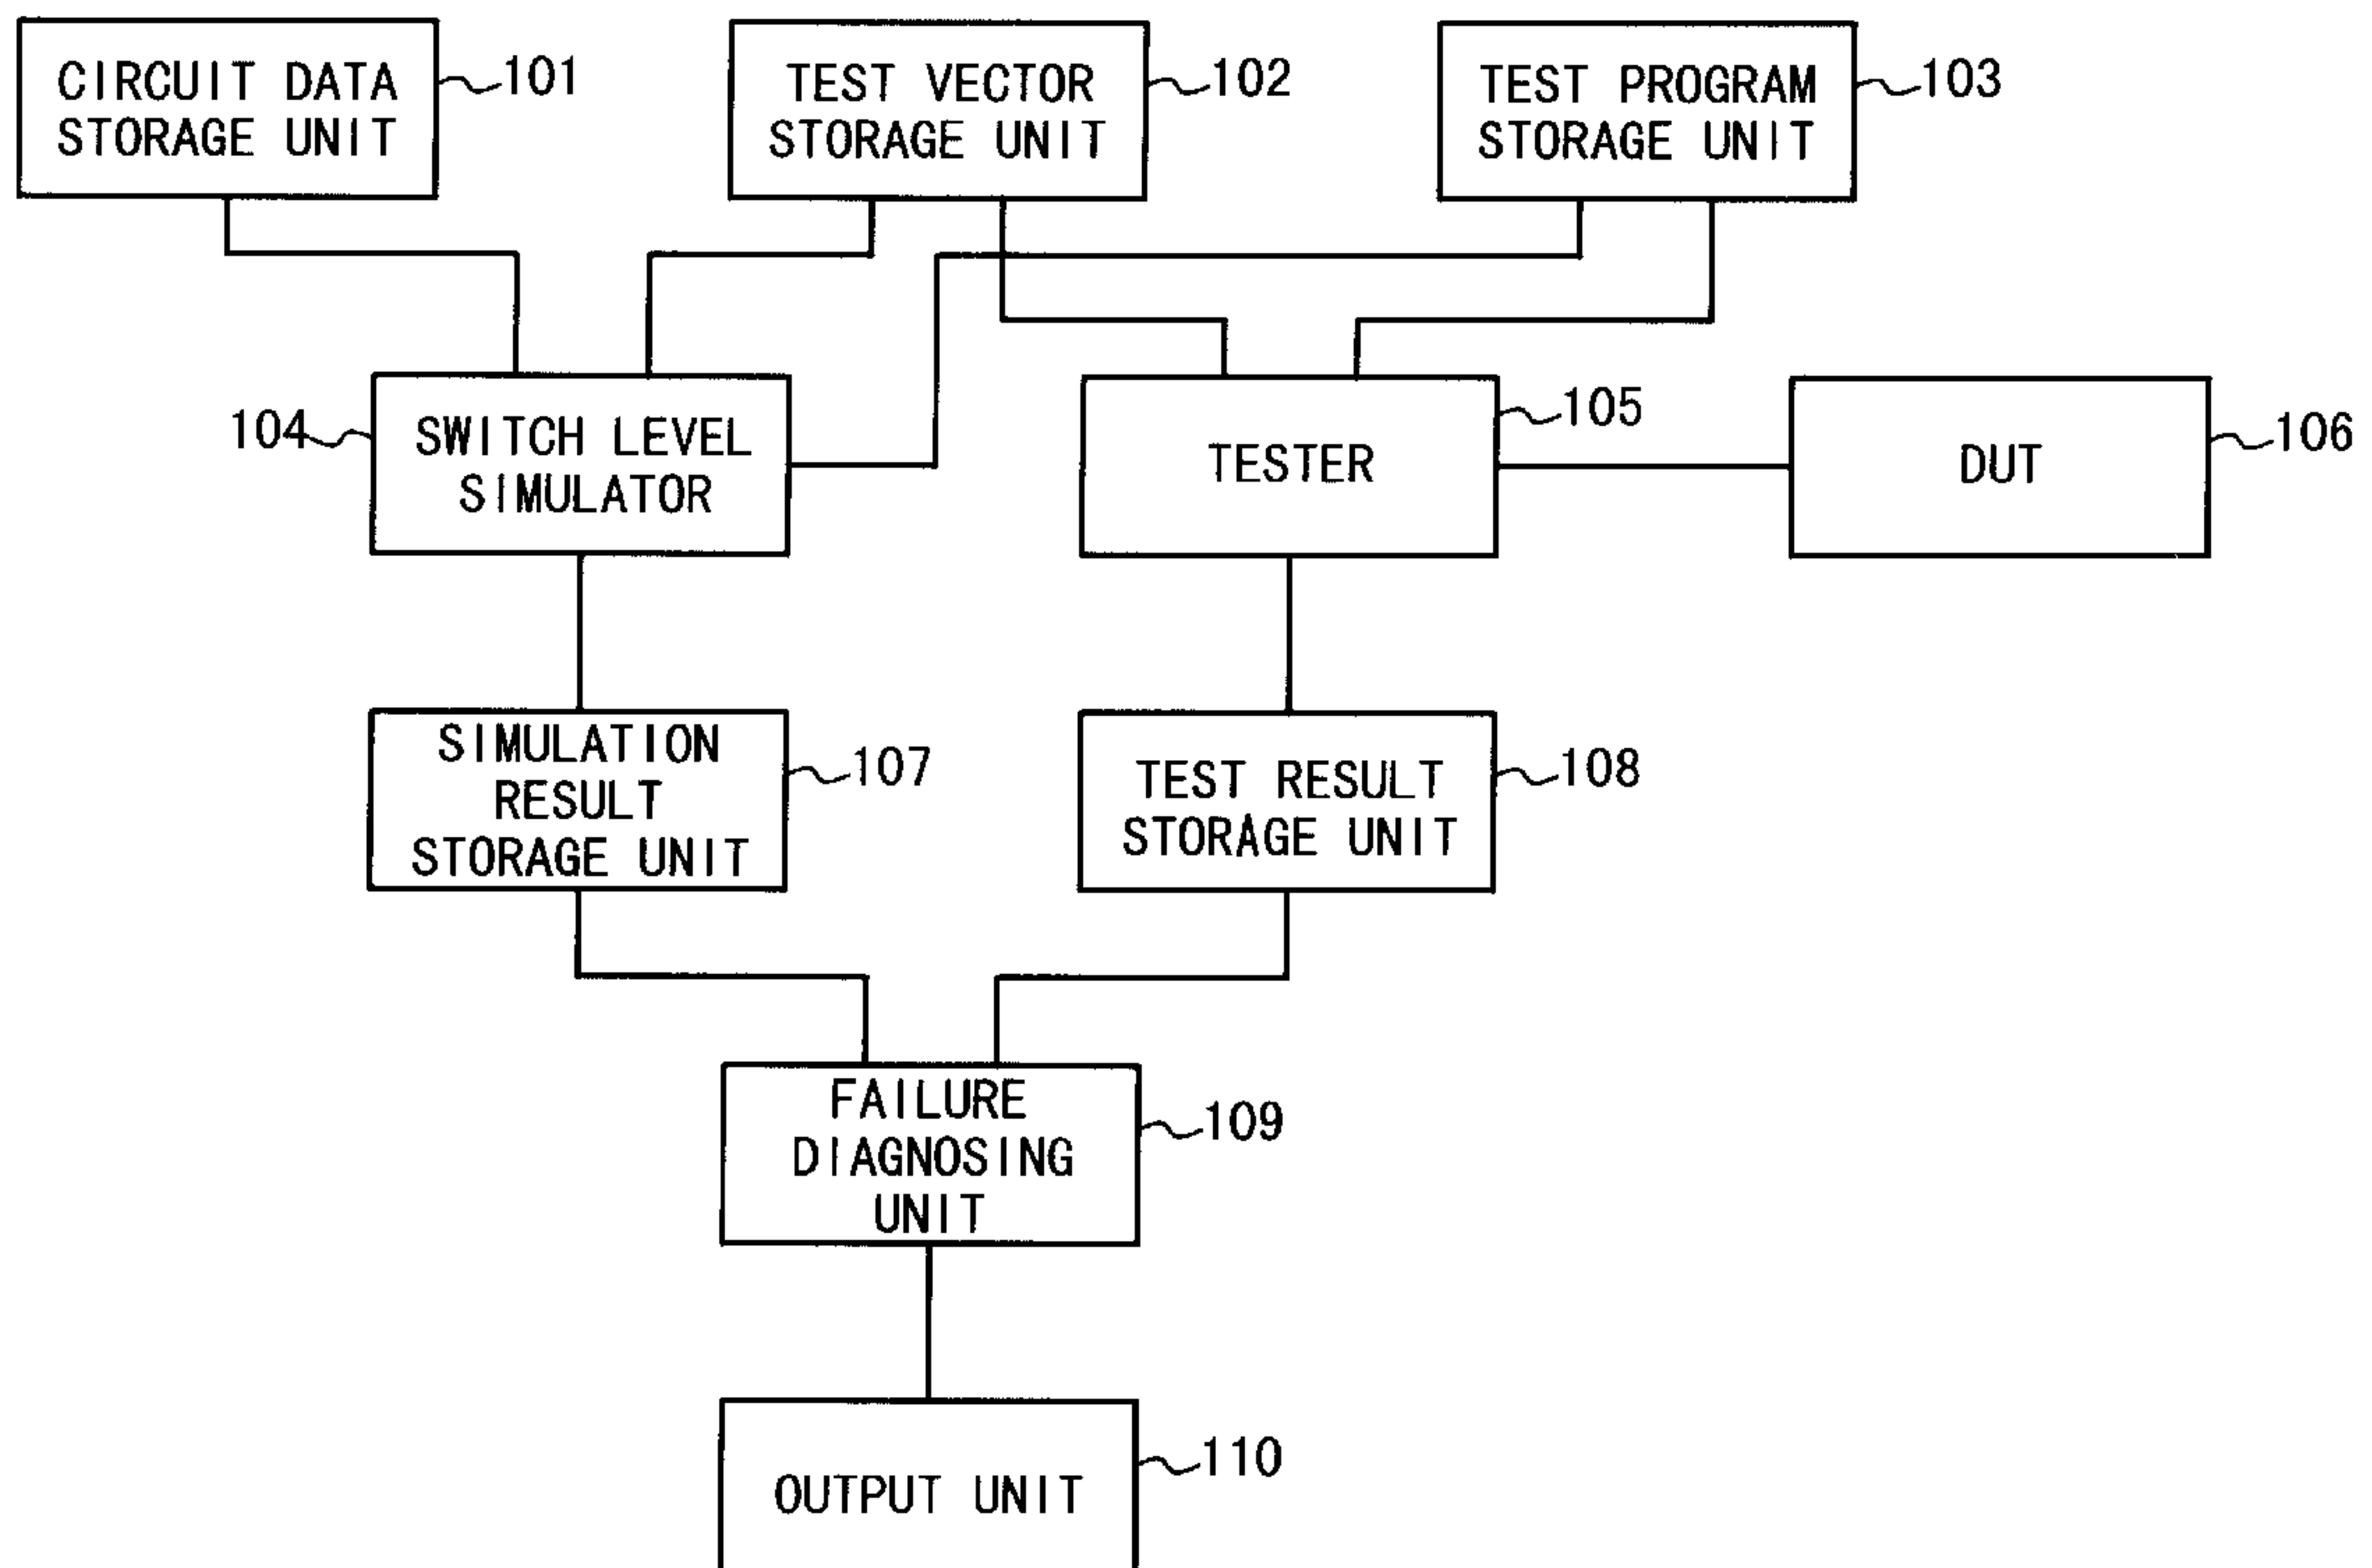 CIRCUIT DATA
STORAGE UNIT
101
TEST VECTOR
STORAGE UNIT
102
TEST PROGRAM
STORAGE UNIT
103
104
SWITCH LEVEL
SIMULATOR
TESTER
105
DUT
106
SIMULATION
RESULT
STORAGE UNIT
107
TEST RESULT
STORAGE UNIT
108
FAILURE
DIAGNOSING
UNIT
109
OUTPUT UNIT
110